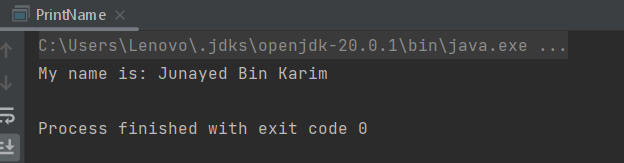 PrintName
C:\Users\Lenovo\.jdks\openjdk-20.0.1\bin\java.exe ...
My name is: Junayed Bin Karim
Process finished with exit code 0